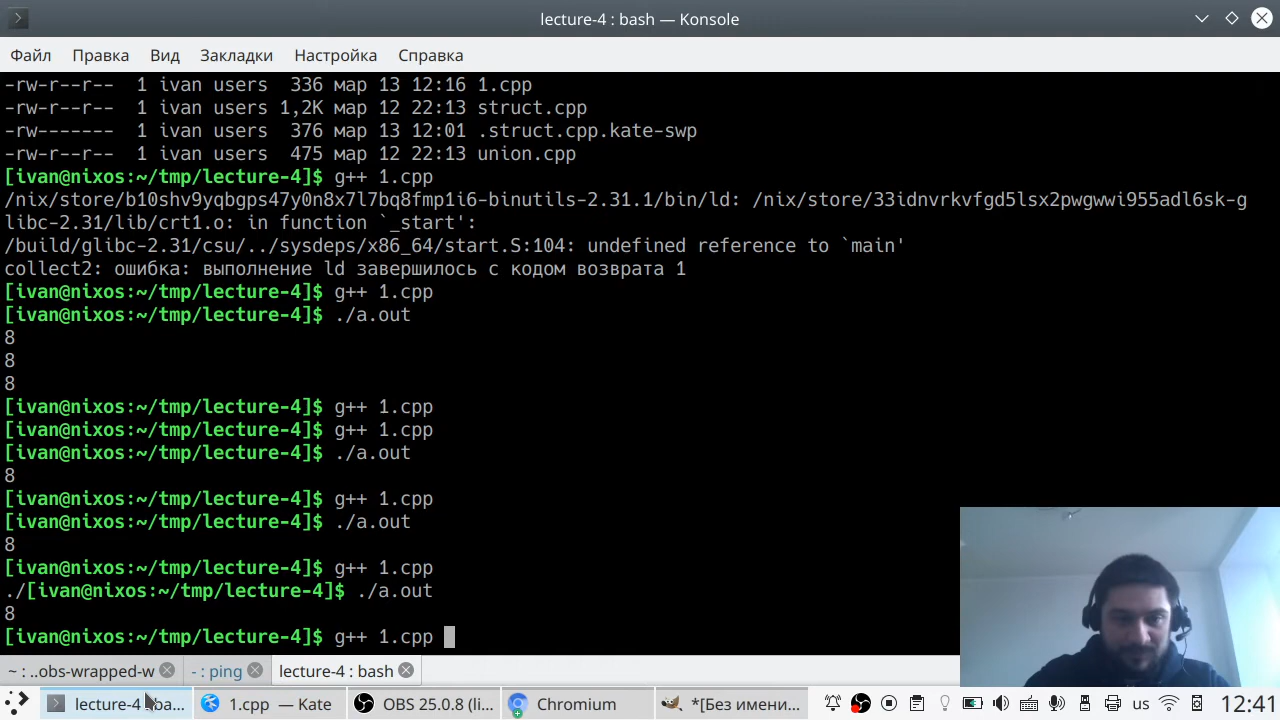 lecture-4 : bash — Konsole
Файл Правка Вид Закладки Настройка Справка
-rw-r--r-- 1 ivan users 336 мар 13 12:16 1.cpp
-rw-r--r-- 1 ivan users 1,2K мар 12 22:13 struct.cpp
-rw------- 1 ivan users 376 мар 13 12:01 .struct.cpp.kate-swp
-rw-r--r-- 1 ivan users 475 мар 12 22:13 union.cpp
[ivan@nixos:~/tmp/lecture-4]$ g++ 1.cpp
/nix/store/b10shv9yqbgps47y0n8x7l7bq8fmp1i6-binutils-2.31.1/bin/ld: /nix/store/33idnvrkvfgd5lsx2pwgwwi955adl6sk-g
libc-2.31/lib/crt1.o: in function `_start':
/build/glibc-2.31/csu/../sysdeps/x86_64/start.S:104: undefined reference to `main'
collect2: ошибка: выполнение ld завершилось с кодом возврата 1
[ivan@nixos:~/tmp/lecture-4]$ g++ 1.cpp
[ivan@nixos:~/tmp/lecture-4]$ ./a.out
8
8
8
[ivan@nixos:~/tmp/lecture-4]$ g++ 1.cpp
[ivan@nixos:~/tmp/lecture-4]$ g++ 1.cpp
[ivan@nixos:~/tmp/lecture-4]$ ./a.out
8
[ivan@nixos:~/tmp/lecture-4]$ g++ 1.cpp
[ivan@nixos:~/tmp/lecture-4]$ ./a.out
8
[ivan@nixos:~/tmp/lecture-4]$ g++ 1.cpp
./[ivan@nixos:~/tmp/lecture-4]$ ./a.out
8
[ivan@nixos:~/tmp/lecture-4]$ g++ 1.cpp
~ : ..obs-wrapped-w - : ping lecture-4 : bash
lecture-4 : ba... 1.cpp — Kate OBS 25.0.8 (li... Chromium *[Без имени... us 12:41